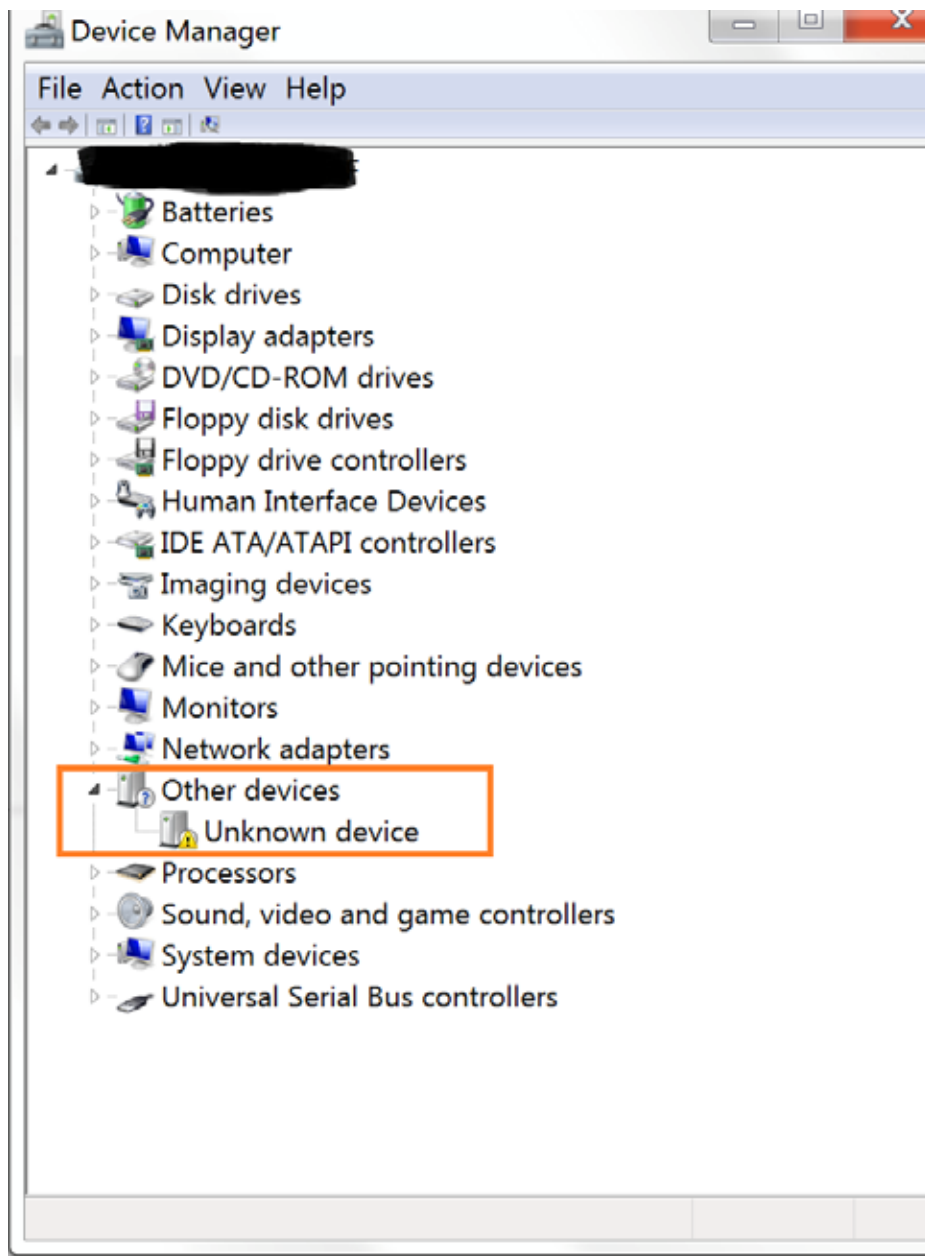 Device Manager
File Action View Help
Batteries
Computer
Disk drives
Display adapters
DVD/CD-ROM drives
Floppy disk drives
Floppy drive controllers
Human Interface Devices
IDE ATA/ATAPI controllers
Imaging devices
Keyboards
Mice and other pointing devices
Monitors
Network adapters
Other devices
Unknown device
Processors
Sound, video and game controllers
System devices
Universal Serial Bus controllers